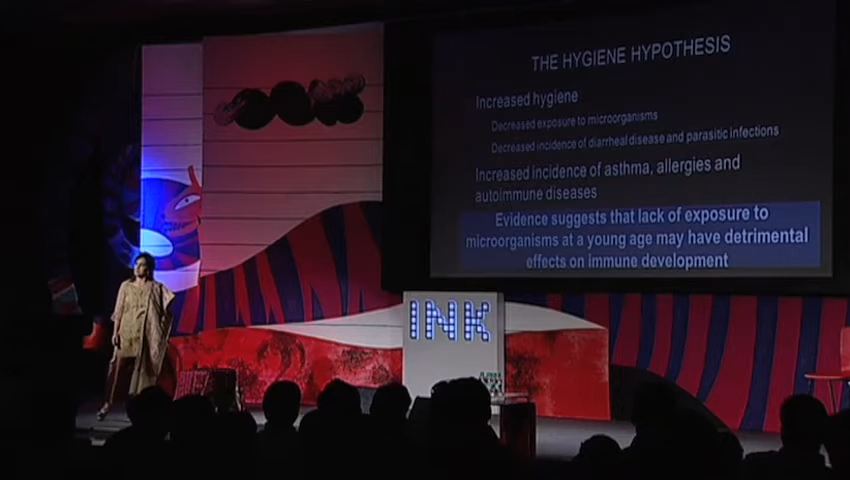 THE HYGIENE HYPOTHESIS
Increased hygiene
Decreased exposure to microorganisms
Decreased incidence of diarrheal disease and parasitic infections
Increased incidence of asthma, allergies and
autoimmune diseases
Evidence suggests that lack of exposure to
microorganisms at a young age may have detrimental
effects on immune development
INK